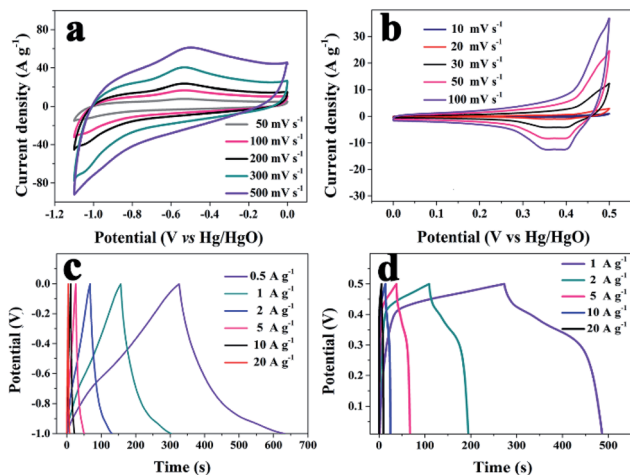 a
Current density (A g⁻¹)
80
40
0
-40
-80
50 mV s⁻¹
100 mV s⁻¹
200 mV s⁻¹
300 mV s⁻¹
500 mV s⁻¹
-1.2 -1.0 -0.8 -0.6 -0.4 -0.2 0.0
Potential (V vs Hg/HgO)
b
Current density (A g⁻¹)
40
30
20
10
0
-10
-20
-30
10 mV s⁻¹
20 mV s⁻¹
30 mV s⁻¹
50 mV s⁻¹
100 mV s⁻¹
0.0 0.1 0.2 0.3 0.4 0.5
Potential (V vs Hg/HgO)
c
Potential (V)
0.0
-0.2
-0.4
-0.6
-0.8
-1.0
0.5 A g⁻¹
1 A g⁻¹
2 A g⁻¹
5 A g⁻¹
10 A g⁻¹
20 A g⁻¹
0 100 200 300 400 500 600 700
Time (s)
d
Potential (V)
0.5
0.4
0.3
0.2
0.1
1 A g⁻¹
2 A g⁻¹
5 A g⁻¹
10 A g⁻¹
20 A g⁻¹
0 100 200 300 400 500
Time (s)